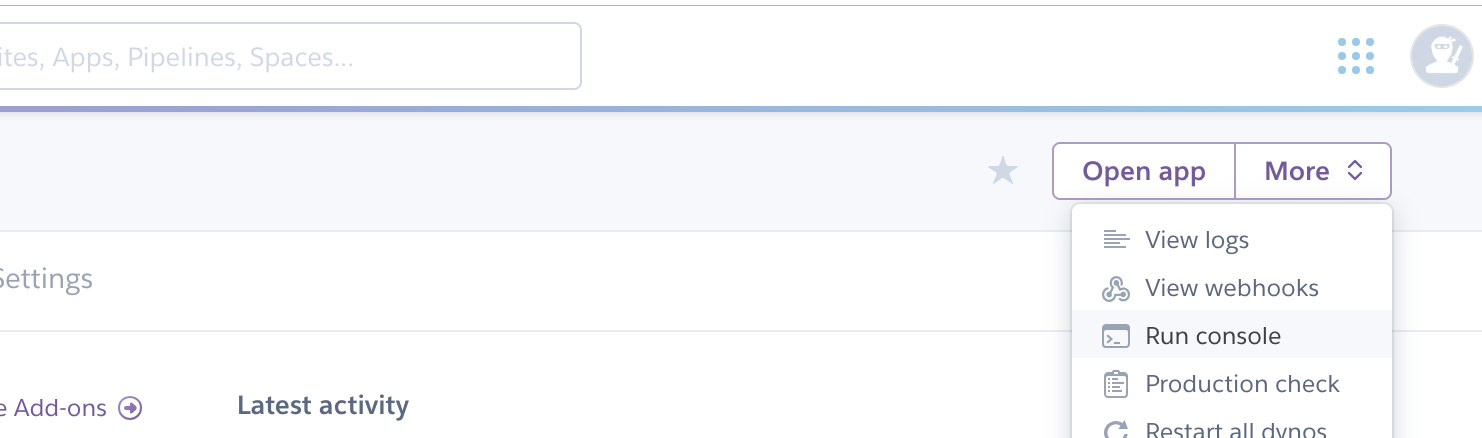 Apps, Pipelines, Spaces...
Open app
More
View logs
Settings
View webhooks
Run console
Production check
Add-ons
Latest activity
Restart all dynos